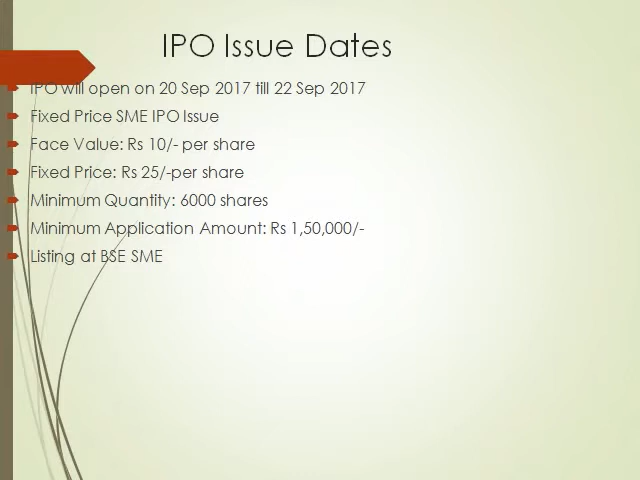 IPO Issue Dates
IPO will open on 20 Sep 2017 till 22 Sep 2017
Fixed Price SME IPO Issue
Face Value: Rs 10/- per share
Fixed Price: Rs 25/-per share
Minimum Quantity: 6000 shares
Minimum Application Amount: Rs 1,50,000/-
Listing at BSE SME